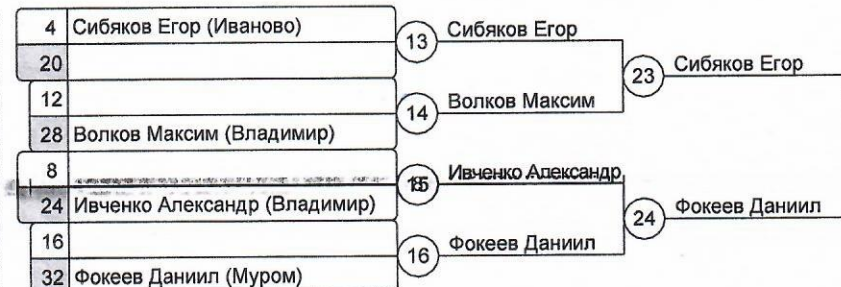 4 Сибяков Егор (Иваново)
13 Сибяков Егор
20
23 Сибяков Егор
12
14 Волков Максим
28 Волков Максим (Владимир)
8
15 Ивченко Александр
24 Ивченко Александр (Владимир)
24 Фокеев Даниил
16
16 Фокеев Даниил
32 Фокеев Даниил (Муром)